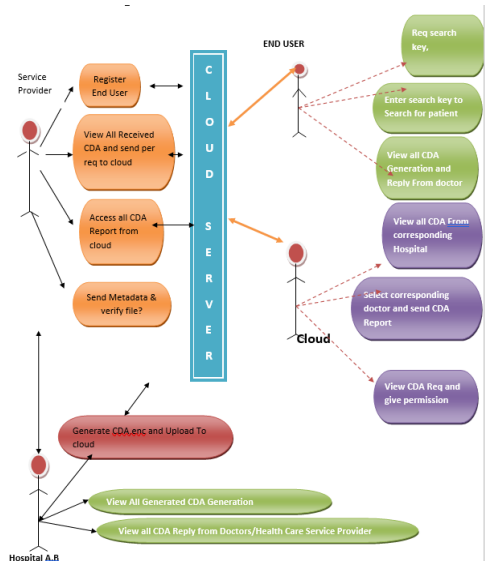 Service
Provider
Register
End User
View All Received
CDA and send per
req to cloud
Access all CDA
Report from
cloud
Send Metadata &
verify file?
C
L
O
U
D
S
E
R
V
E
R
END USER
Req search
key,
Enter search key to
Search for patient
View all CDA
Generation and
Reply From doctor
View all CDA From
corresponding
Hospital
Select corresponding
doctor and send CDA
Report
Cloud
View CDA Req and
give permission
Generate CDA,enc and Upload To
cloud
View All Generated CDA Generation
View all CDA Reply from Doctors/Health Care Service Provider
Hospital A,B